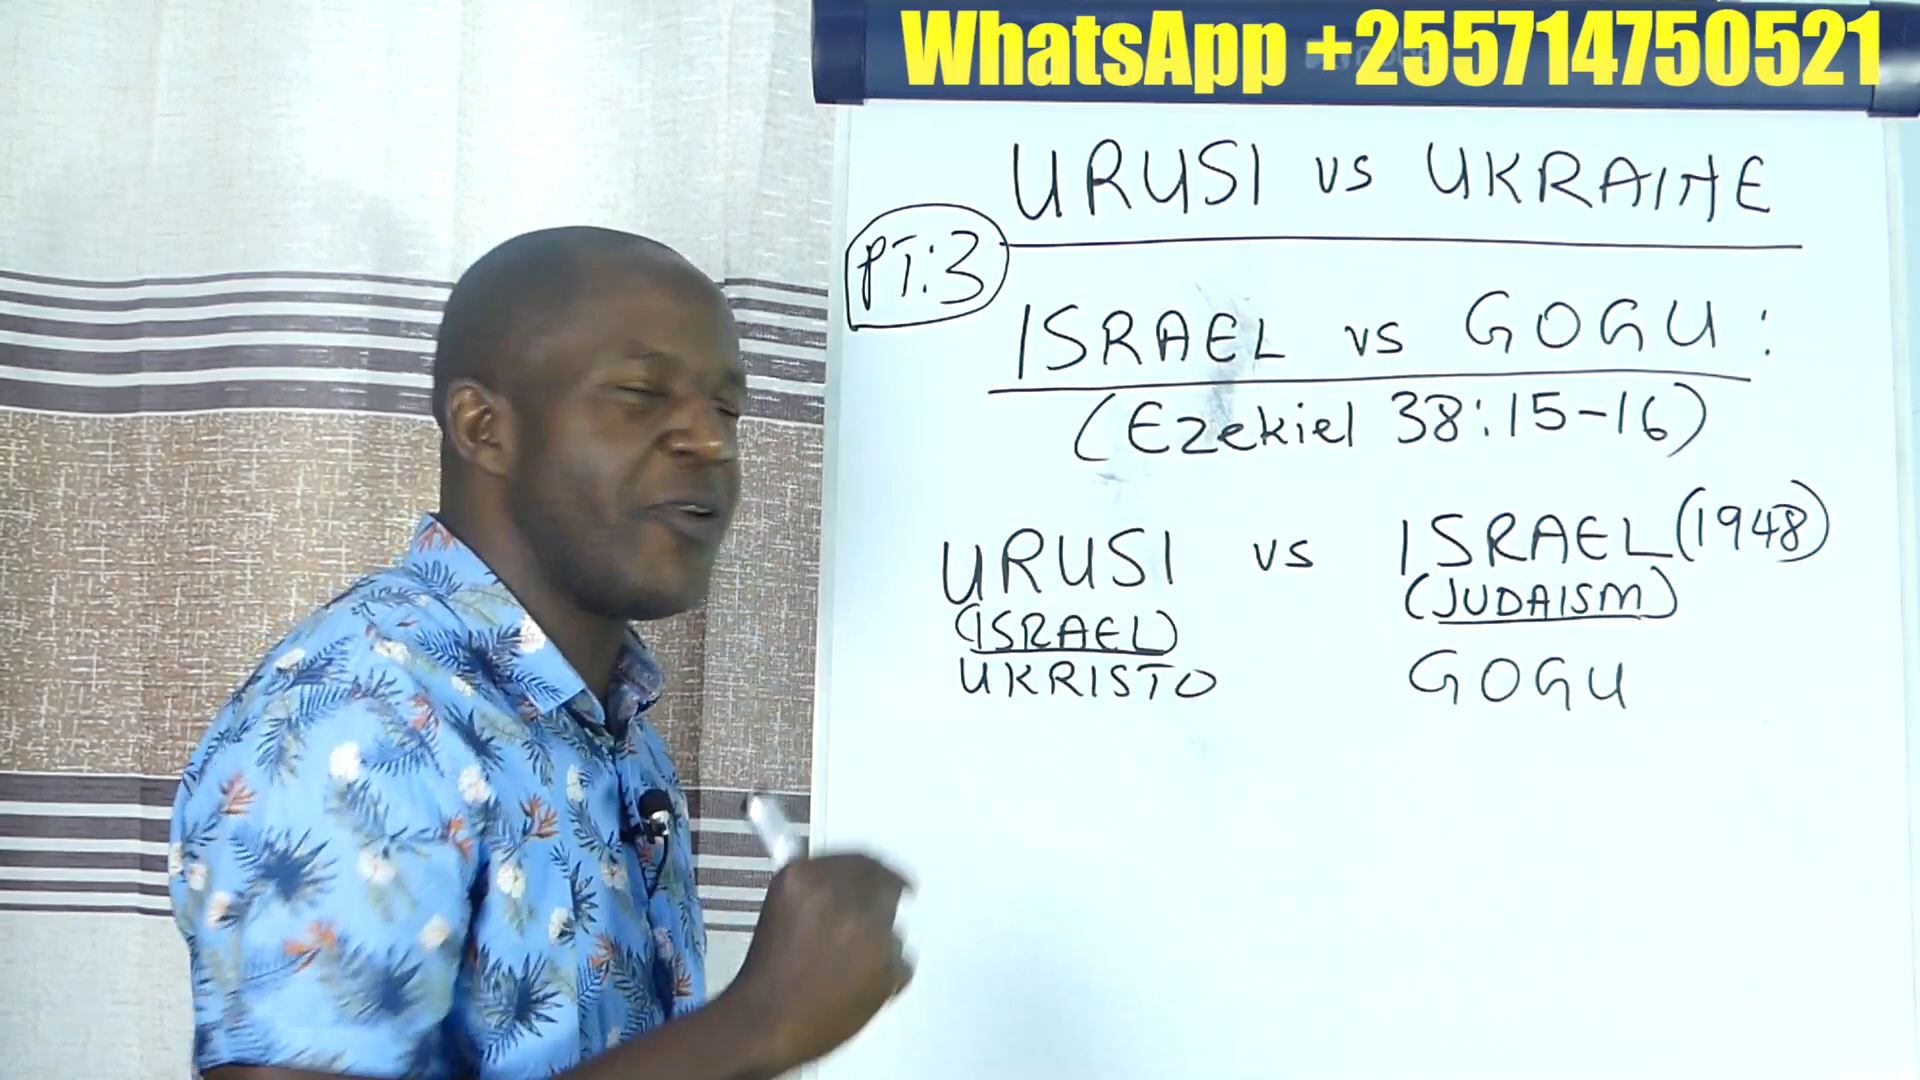 WhatsApp +255714750521
URUSI vs UKRAINE
PT:3
ISRAEL vs GOGU:
(Ezekiel 38:15-16)
URUSI vs ISRAEL (1948)
(ISRAEL) (JUDAISM)
UKRISTO GOGU